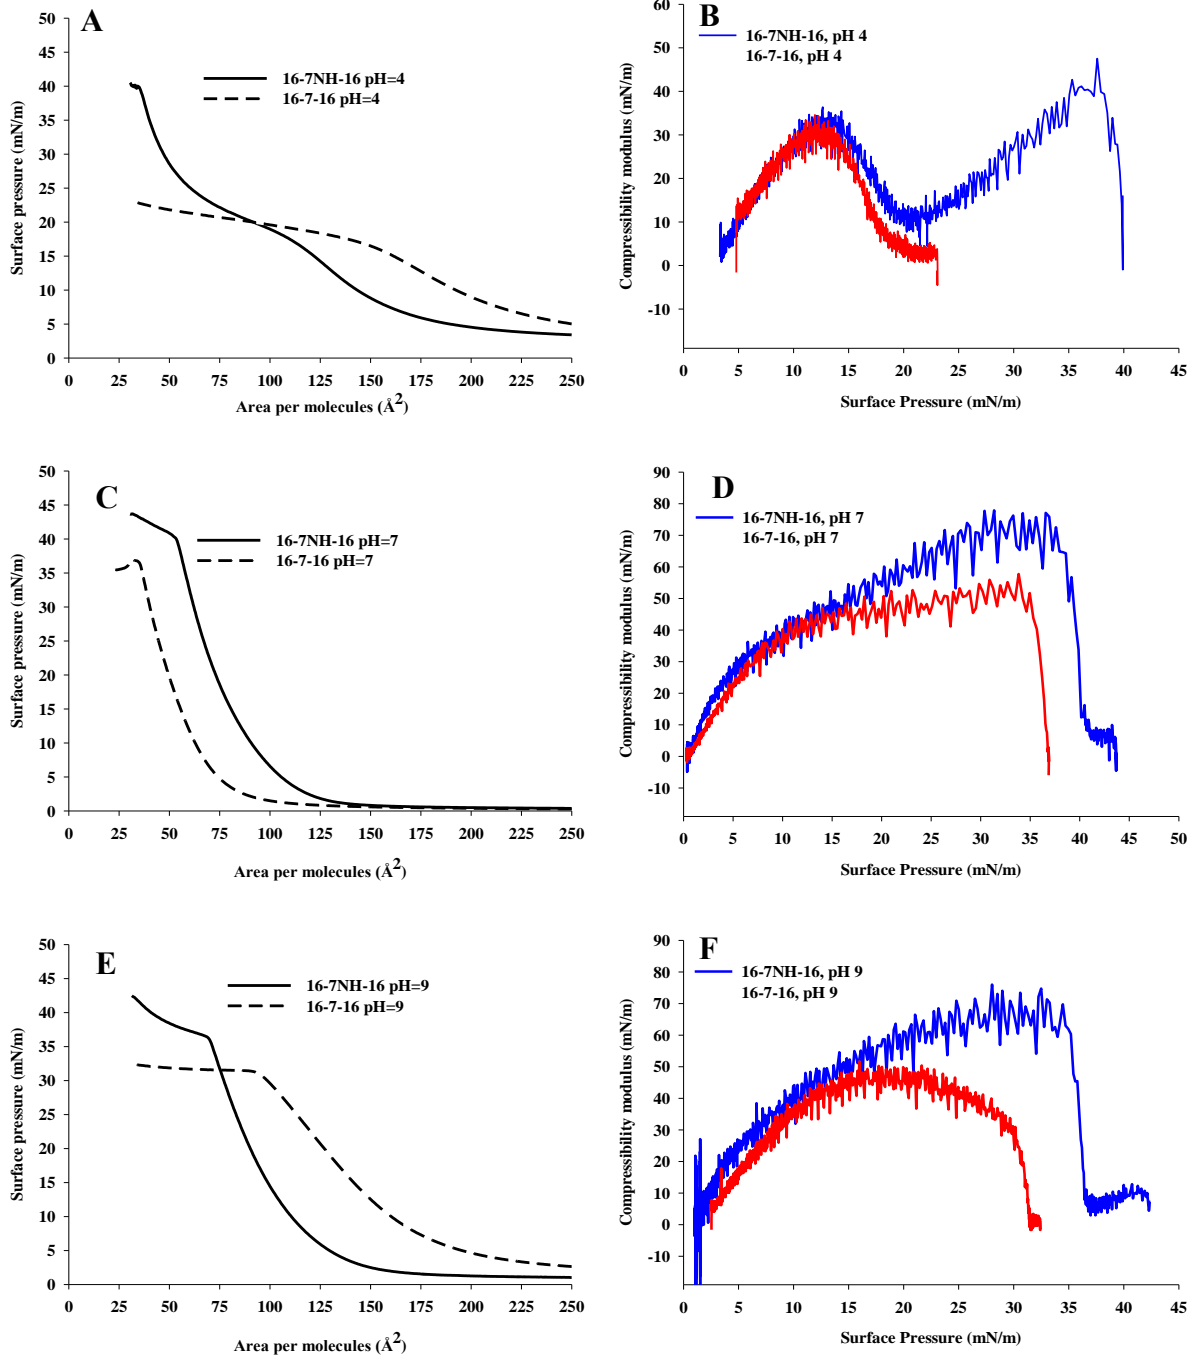 A
50
45
40
35
30
25
20
15
10
5
0
Surface pressure (mN/m)
16-7NH-16 pH=4
16-7-16 pH=4
0 25 50 75 100 125 150 175 200 225 250
Area per molecules (Å2)
B
60
50
40
30
20
10
0
-10
Compressibility modulus (mN/m)
16-7NH-16, pH 4
16-7-16, pH 4
0 5 10 15 20 25 30 35 40 45
Surface Pressure (mN/m)
C
50
45
40
35
30
25
20
15
10
5
0
Surface pressure (mN/m)
16-7NH-16 pH=7
16-7-16 pH=7
0 25 50 75 100 125 150 175 200 225 250
Area per molecules (Å2)
D
90
80
70
60
50
40
30
20
10
0
-10
Compressibility modulus (mN/m)
16-7NH-16, pH 7
16-7-16, pH 7
0 5 10 15 20 25 30 35 40 45 50
Surface Pressure (mN/m)
E
50
45
40
35
30
25
20
15
10
5
0
Surface pressure (mN/m)
16-7NH-16 pH=9
16-7-16 pH=9
0 25 50 75 100 125 150 175 200 225 250
Area per molecules (Å2)
F
90
80
70
60
50
40
30
20
10
0
-10
Compressibility modulus (mN/m)
16-7NH-16, pH 9
16-7-16, pH 9
0 5 10 15 20 25 30 35 40 45
Surface Pressure (mN/m)